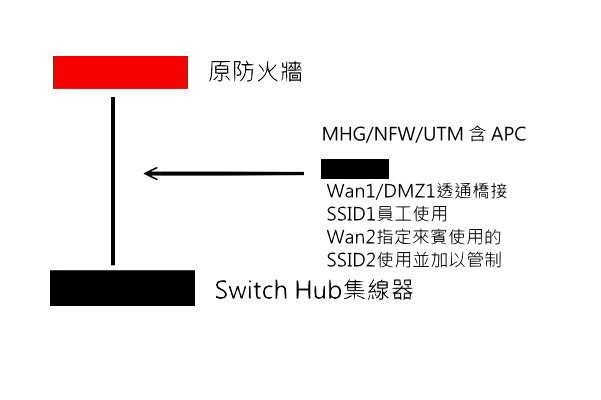 原防火牆
MHG/NFW/UTM 含 APC
Wan1/DMZ1透通橋接
SSID1員工使用
Wan2指定來賓使用的
SSID2使用並加以管制
Switch Hub集線器